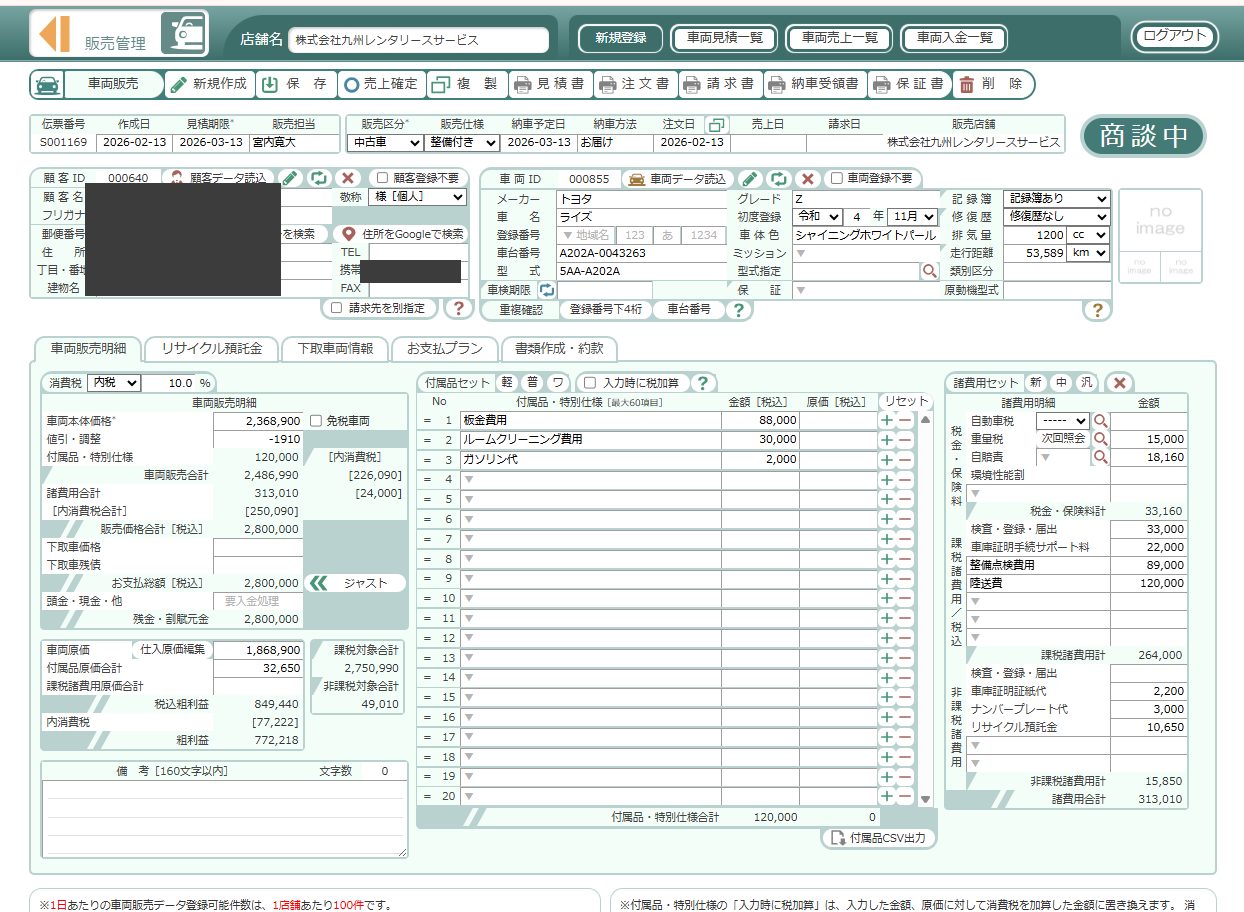 販売管理 店舗名 株式会社九州レンタリースサービス 新規登録 車両見積一覧 車両売上一覧 車両入金一覧 ログアウト
車両販売 新規作成 保 存 売上確定 複 製 見 積 書 注 文 書 請 求 書 納車受領書 保 証 書 削 除
伝票番号 作成日 見積期限* 販売担当 販売区分* 販売仕様 納車予定日 納車方法 注文日 売上日 請求日 販売店舗
S001169 2026-02-13 2026-03-13 宮内寛大 中古車 整備付き 2026-03-13 お届け 2026-02-13 株式会社九州レンタリースサービス
商談中
顧 客 ID 000640 顧客データ読込 顧客登録不要
顧 客 名 敬称 様［個人］
フリガナ
郵便番号 を検索 住所をGoogleで検索
住 所 TEL
丁目・番地 携帯
建物名 FAX
請求先を別指定 ?
車 両 ID 000855 車両データ読込 車両登録不要
メーカー トヨタ グレード Z 記 録 簿 記録簿あり
車 名 ライズ 初度登録 令和 4 年 11月 修 復 歴 修復歴なし
登録番号 ▼ 地域名 123 あ 1234 車 体 色 シャイニングホワイトパール 排 気 量 1200 cc
車台番号 A202A-0043263 ミッション ▼ 走行距離 53,589 km
型 式 5AA-A202A 型式指定 類別区分
車検期限 保 証 ▼ 原動機型式
重複確認 登録番号下4桁 車台番号 ? ?
no image
no image no image
車両販売明細 リサイクル預託金 下取車両情報 お支払プラン 書類作成・約款
消費税 内税 10.0 %
車両販売明細
車両本体価格* 2,368,900 免税車両
値引・調整 -1910
付属品・特別仕様 120,000 ［内消費税］
車両販売合計 2,486,990 [226,090]
諸費用合計 313,010 [24,000]
［内消費税合計］ [250,090]
販売価格合計［税込］ 2,800,000
下取車価格
下取車残債
お支払総額［税込］ 2,800,000 ジャスト
頭金・現金・他 要入金処理
残金・割賦元金 2,800,000
車両原価 仕入原価編集 1,868,900 課税対象合計
付属品原価合計 32,650 2,750,990
課税諸費用原価合計 非課税対象合計
税込粗利益 849,440 49,010
内消費税 [77,222]
粗利益 772,218
備 考［160文字以内］ 文字数 0
付属品セット 軽 普 ワ 入力時に税加算 ?
No 付属品・特別仕様［最大60項目］ 金額［税込］ 原価［税込］ リセット
= 1 板金費用 88,000 + −
= 2 ルームクリーニング費用 30,000 + −
= 3 ガソリン代 2,000 + −
= 4 ▼ + −
= 5 ▼ + −
= 6 ▼ + −
= 7 ▼ + −
= 8 ▼ + −
= 9 ▼ + −
= 10 ▼ + −
= 11 ▼ + −
= 12 ▼ + −
= 13 ▼ + −
= 14 ▼ + −
= 15 ▼ + −
= 16 ▼ + −
= 17 ▼ + −
= 18 ▼ + −
= 19 ▼ + −
= 20 ▼ + −
付属品・特別仕様合計 120,000 0
付属品CSV出力
諸費用セット 新 中 汎
諸費用明細 金額
税金・保険料
自動車税 -----
重量税 次回照会 15,000
自賠責 ▼ 18,160
環境性能割
▼
税金・保険料計 33,160
課税諸費用／税込
検査・登録・届出 33,000
車庫証明手続サポート料 22,000
整備点検費用 89,000
陸送費 120,000
▼
▼
▼
課税諸費用計 264,000
非課税諸費用
検査・登録・届出
車庫証明証紙代 2,200
ナンバープレート代 3,000
リサイクル預託金 10,650
▼
▼
非課税諸費用計 15,850
諸費用合計 313,010
※1日あたりの車両販売データ登録可能件数は、1店舗あたり100件です。
※付属品・特別仕様の「入力時に税加算」は、入力した金額、原価に対して消費税を加算した金額に置き換えます。 消